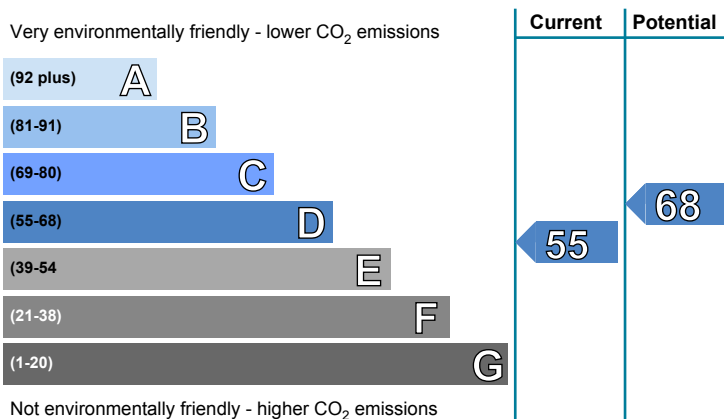 Current Potential
Very environmentally friendly - lower CO2 emissions
(92 plus) A
(81-91) B
(69-80) C
(55-68) D
(39-54 E
(21-38) F
(1-20) G
68
55
Not environmentally friendly - higher CO2 emissions